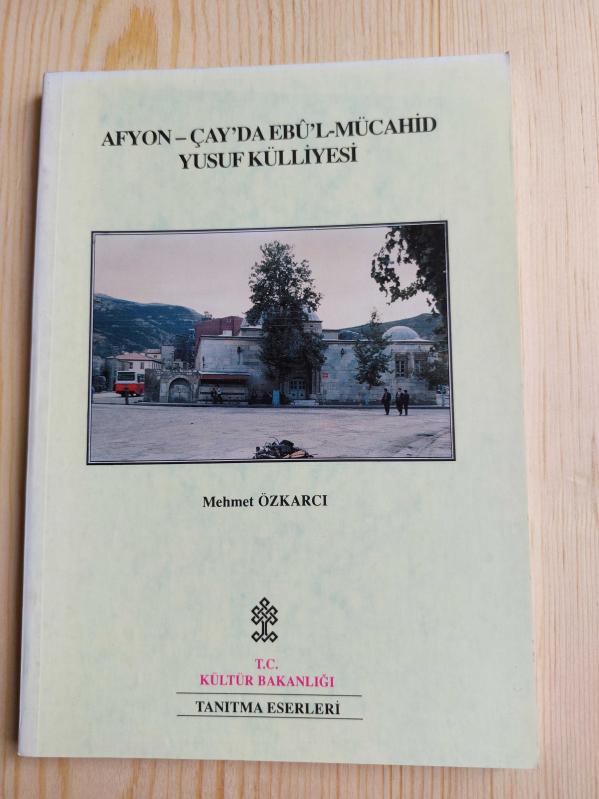 AFYON – ÇAY'DA EBÛ'L-MÜCAHİD
YUSUF KÜLLİYESİ
Mehmet ÖZKARCI
T.C.
KÜLTÜR BAKANLIĞI
TANITMA ESERLERİ